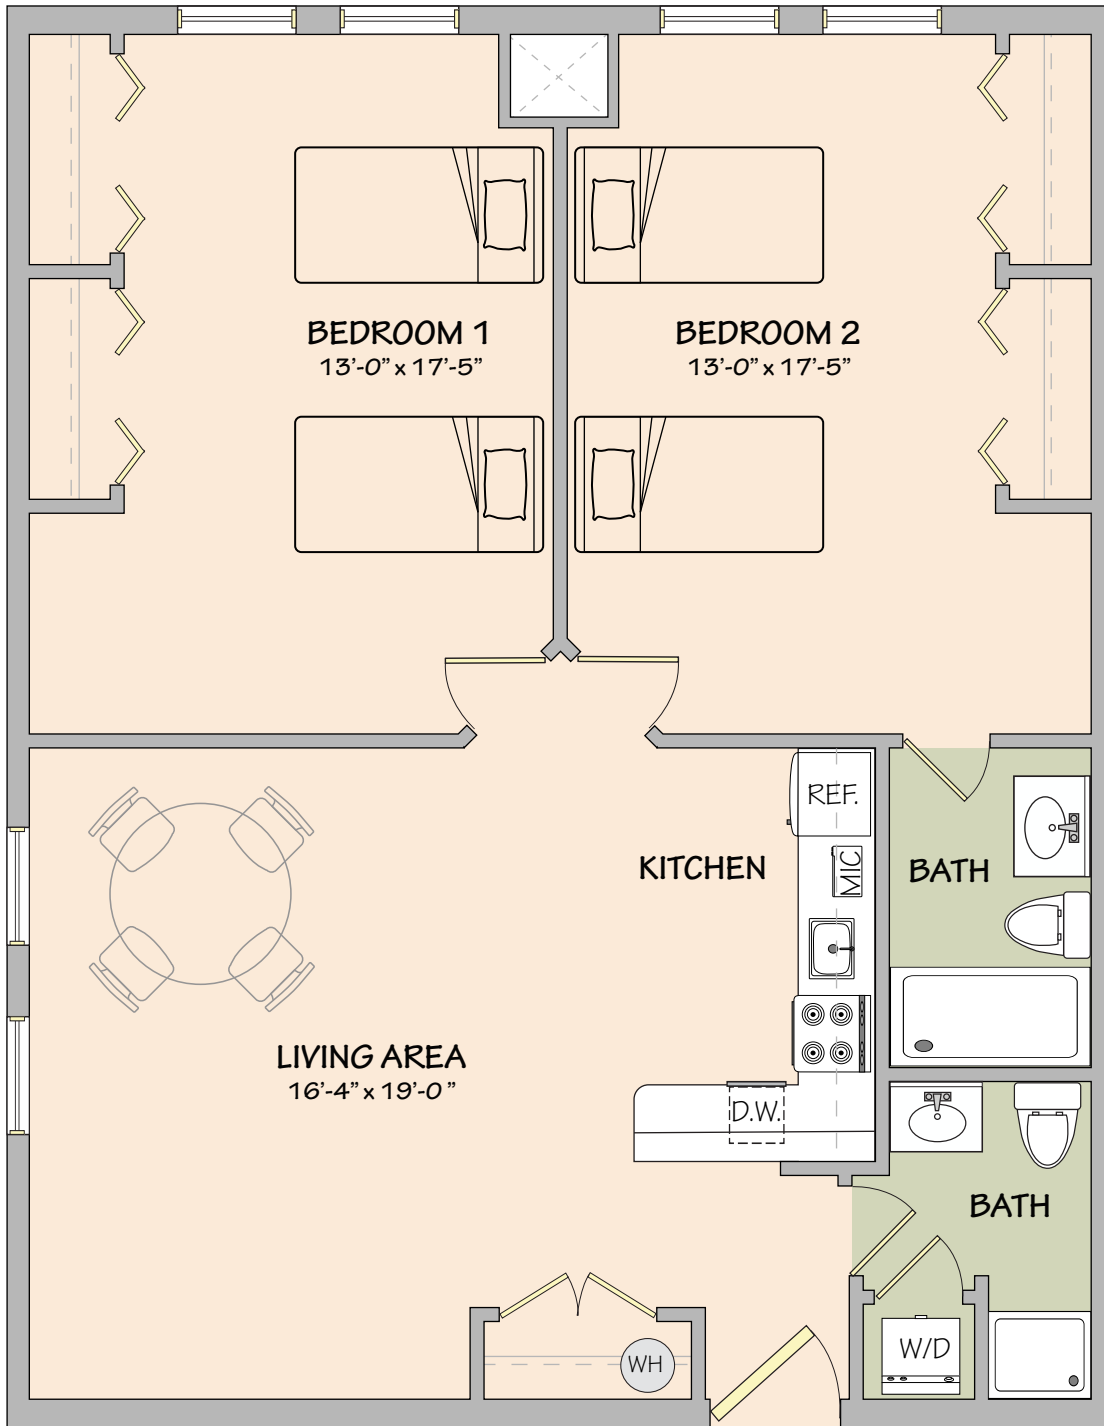 BEDROOM 1
13'-0" x 17'-5"
BEDROOM 2
13'-0" x 17'-5"
REF.
MIC
KITCHEN
BATH
LIVING AREA
16'-4" x 19'-0"
D.W.
BATH
WH
W/D